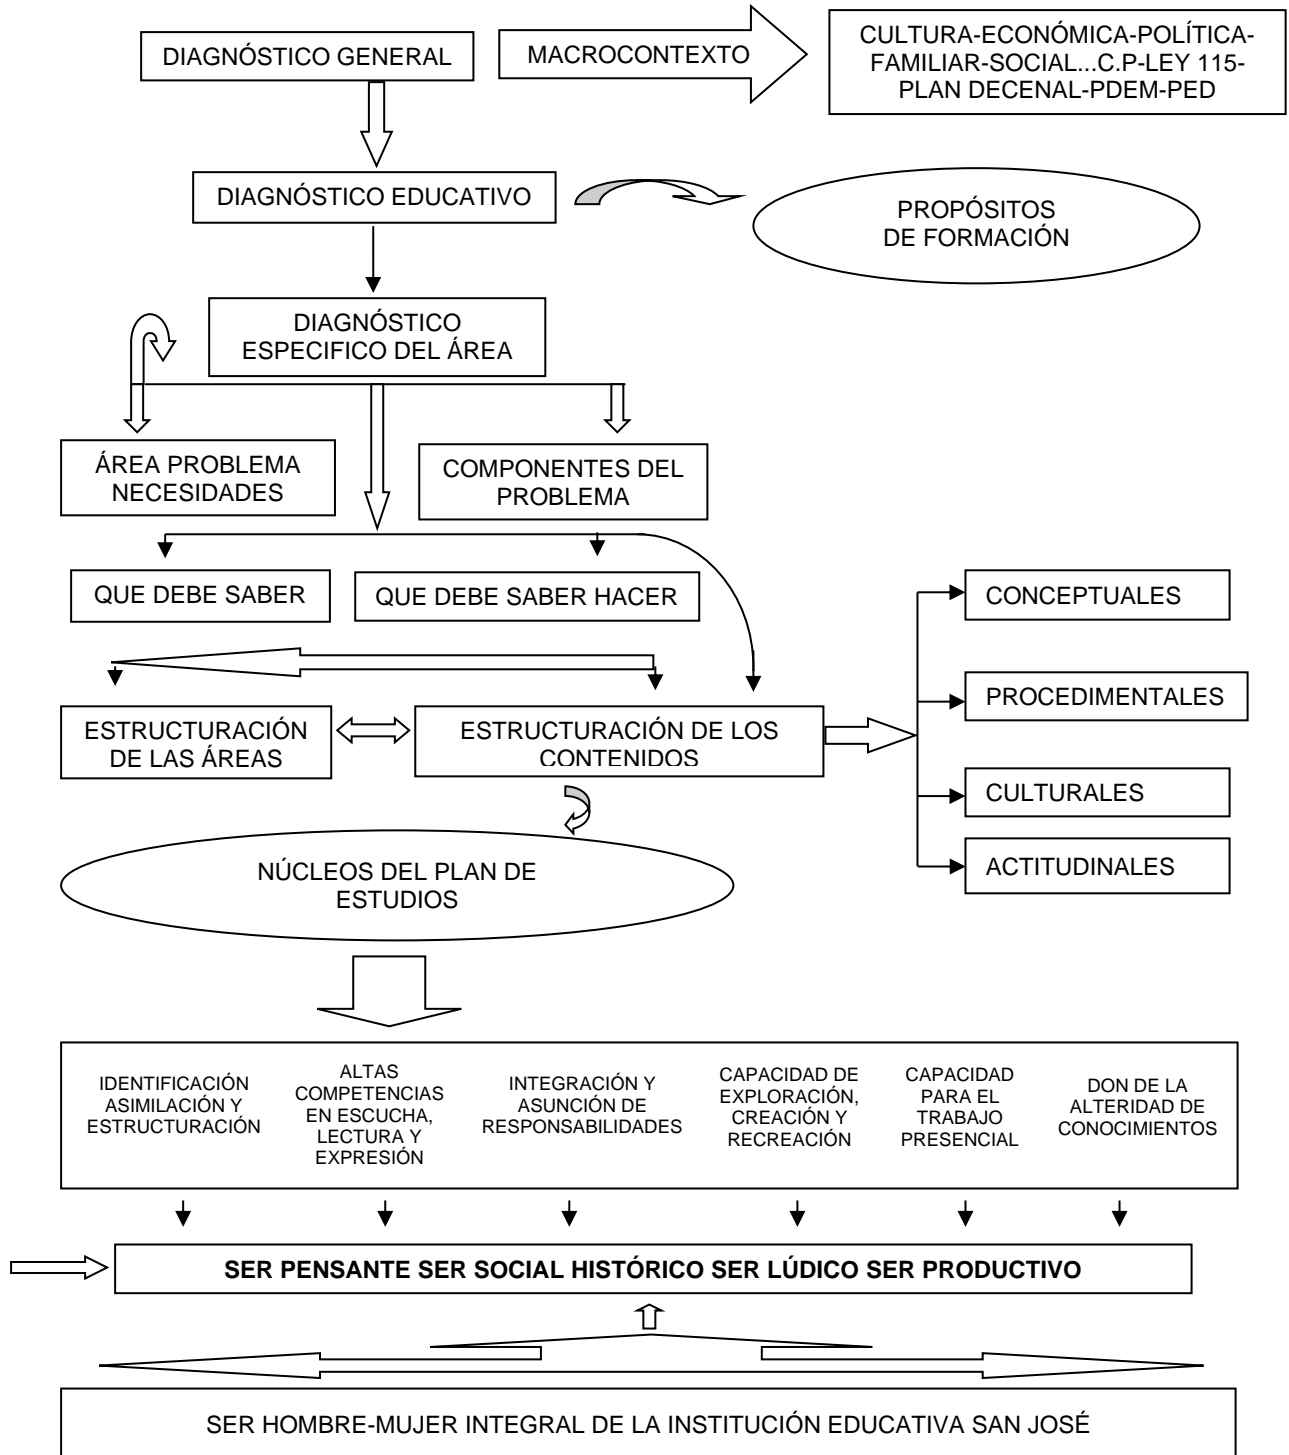 DIAGNÓSTICO GENERAL
MACROCONTEXTO
CULTURA-ECONÓMICA-POLÍTICA-
FAMILIAR-SOCIAL...C.P-LEY 115-
PLAN DECENAL-PDEM-PED
DIAGNÓSTICO EDUCATIVO
PROPÓSITOS
DE FORMACIÓN
DIAGNÓSTICO
ESPECIFICO DEL ÁREA
ÁREA PROBLEMA
NECESIDADES
COMPONENTES DEL
PROBLEMA
QUE DEBE SABER
QUE DEBE SABER HACER
CONCEPTUALES
PROCEDIMENTALES
CULTURALES
ACTITUDINALES
ESTRUCTURACIÓN
DE LAS ÁREAS
ESTRUCTURACIÓN DE LOS
CONTENIDOS
NÚCLEOS DEL PLAN DE
ESTUDIOS
IDENTIFICACIÓN
ASIMILACIÓN Y
ESTRUCTURACIÓN
ALTAS
COMPETENCIAS
EN ESCUCHA,
LECTURA Y
EXPRESIÓN
INTEGRACIÓN Y
ASUNCIÓN DE
RESPONSABILIDADES
CAPACIDAD DE
EXPLORACIÓN,
CREACIÓN Y
RECREACIÓN
CAPACIDAD
PARA EL
TRABAJO
PRESENCIAL
DON DE LA
ALTERIDAD DE
CONOCIMIENTOS
SER PENSANTE SER SOCIAL HISTÓRICO SER LÚDICO SER PRODUCTIVO
SER HOMBRE-MUJER INTEGRAL DE LA INSTITUCIÓN EDUCATIVA SAN JOSÉ